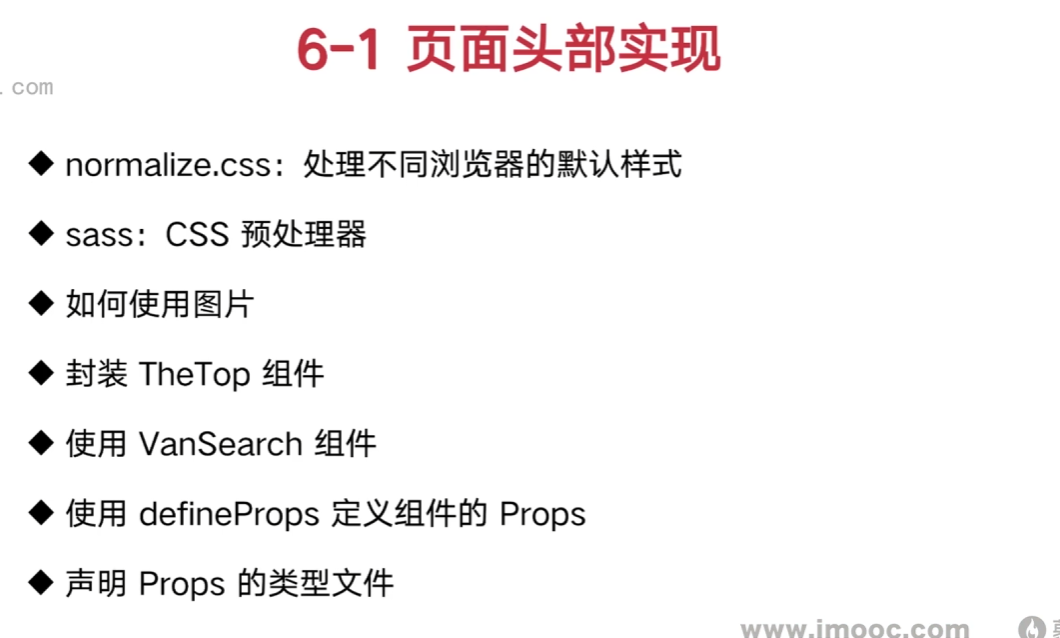 6-1 页面头部实现
.com
◆ normalize.css：处理不同浏览器的默认样式
◆ sass：CSS 预处理器
◆ 如何使用图片
◆ 封装 TheTop 组件
◆ 使用 VanSearch 组件
◆ 使用 defineProps 定义组件的 Props
◆ 声明 Props 的类型文件
www.imooc.com